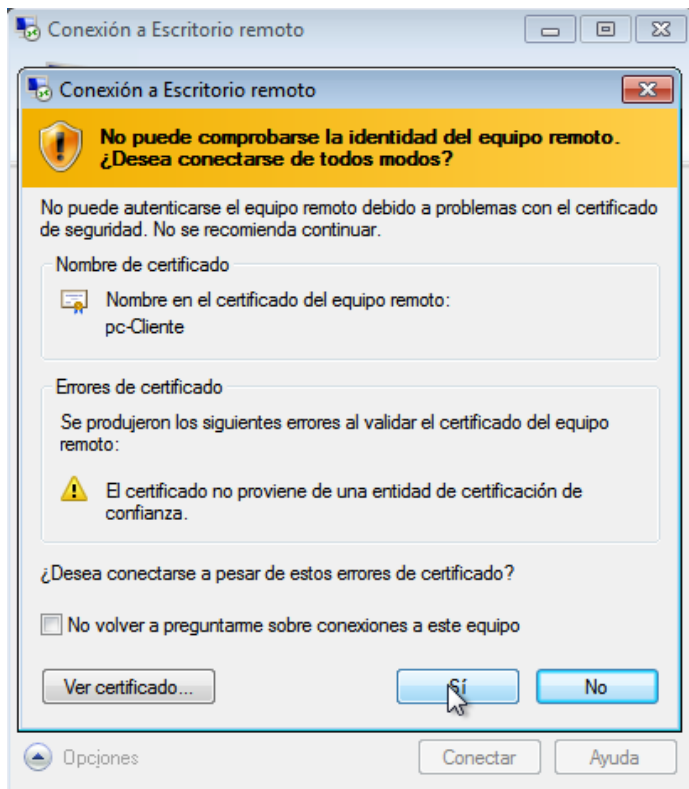 Conexión a Escritorio remoto
Conexión a Escritorio remoto
No puede comprobarse la identidad del equipo remoto.
¿Desea conectarse de todos modos?
No puede autenticarse el equipo remoto debido a problemas con el certificado
de seguridad. No se recomienda continuar.
Nombre de certificado
Nombre en el certificado del equipo remoto:
pc-Cliente
Errores de certificado
Se produjeron los siguientes errores al validar el certificado del equipo
remoto:
El certificado no proviene de una entidad de certificación de
confianza.
¿Desea conectarse a pesar de estos errores de certificado?
No volver a preguntarme sobre conexiones a este equipo
Ver certificado... Sí No
Opciones Conectar Ayuda